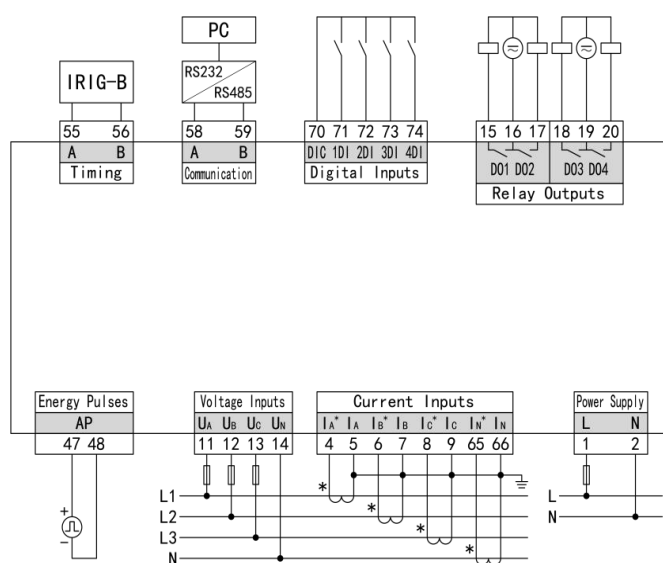 PC
IRIG-B
RS232
RS485
55 56
58 59
70 71 72 73 74
15 16 17 18 19 20
A B
A B
DIC 1DI 2DI 3DI 4DI
DO1 DO2 DO3 DO4
Timing
Communication
Digital Inputs
Relay Outputs
Energy Pulses
Voltage Inputs
Current Inputs
Power Supply
AP
UA UB UC UN
IA* IA IB* IB IC* IC IN* IN
L N
47 48
11 12 13 14
4 5 6 7 8 9 65 66
1 2
L1
*
L2
*
L3
*
N
*
L
N
+
−